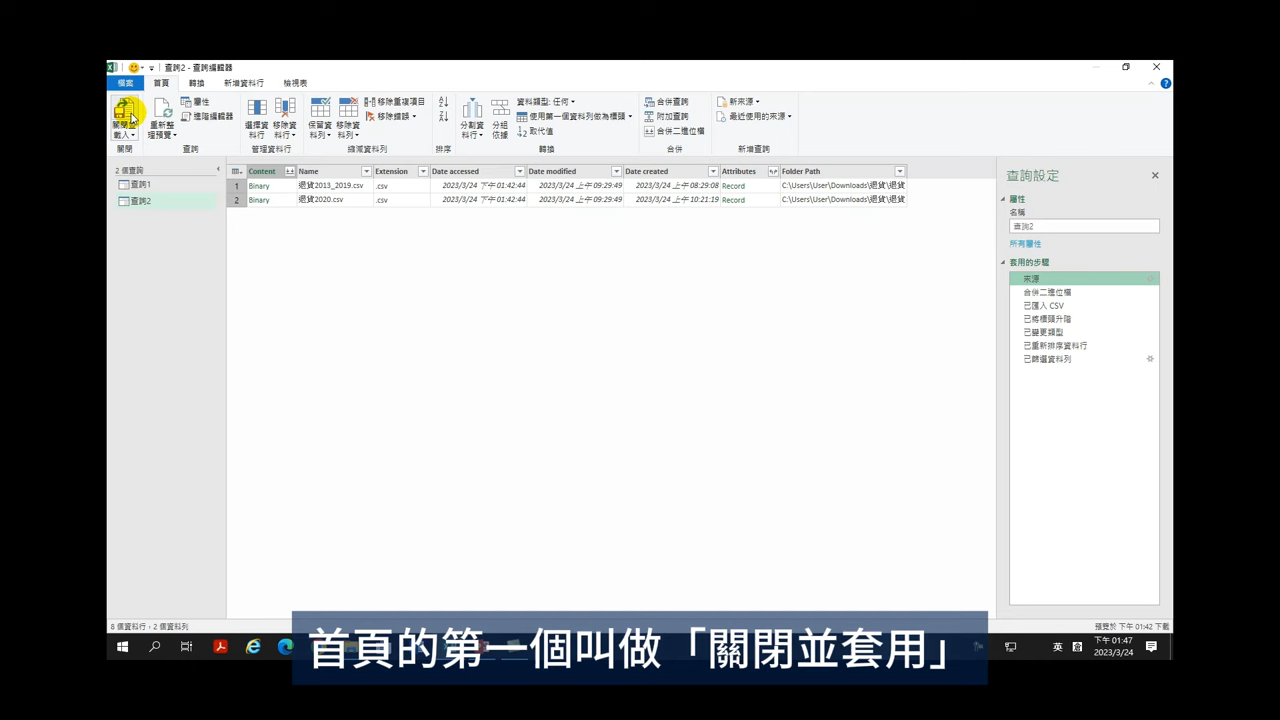 查詢2 - 查詢編輯器
檔案 首頁 轉換 新增資料行 檢視表
關閉並載入
重新整理預覽
屬性
進階編輯器
選擇資料行
移除資料行
保留資料列
移除資料列
移除重複項目
移除錯誤
分割資料行
分組依據
資料類型: 任何
使用第一個資料列做為標頭
取代值
合併查詢
附加查詢
合併二進位檔
新來源
最近使用的來源
關閉 查詢 管理資料行 縮減資料列 排序 轉換 合併 新增查詢
2 個查詢
查詢1
查詢2
Content Name Extension Date accessed Date modified Date created Attributes Folder Path
1 Binary 退貨2013_2019.csv .csv 2023/3/24 下午 01:42:44 2023/3/24 上午 09:29:49 2023/3/24 上午 08:29:08 Record C:\Users\User\Downloads\退貨\退貨
2 Binary 退貨2020.csv .csv 2023/3/24 下午 01:42:44 2023/3/24 上午 09:29:49 2023/3/24 上午 10:21:19 Record C:\Users\User\Downloads\退貨\退貨
查詢設定
屬性
名稱
查詢2
所有屬性
套用的步驟
來源
合併二進位檔
已匯入 CSV
已將標頭升階
已變更類型
已重新排序資料行
已篩選資料列
8 個資料行，2 個資料列
預覽於 下午 01:42 下載
首頁的第一個叫做「關閉並套用」
英
下午 01:47
2023/3/24